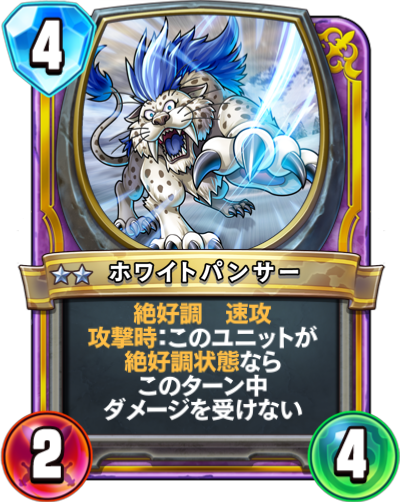 4
ホワイトパンサー
絶好調　速攻
攻撃時：このユニットが
絶好調状態なら
このターン中
ダメージを受けない
2
4